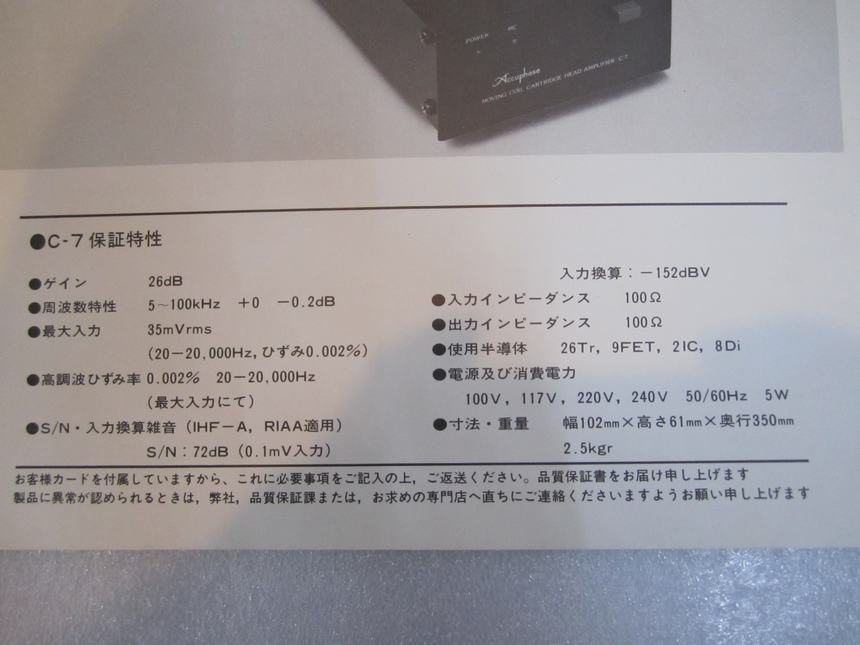 POWER MC
Accuphase
MOVING COIL CARTRIDGE HEAD AMPLIFIER C-7
●C-7 保証特性
●ゲイン 26dB
●周波数特性 5～100kHz +0 −0.2dB
●最大入力 35mVrms
(20−20,000Hz, ひずみ0.002%)
●高調波ひずみ率 0.002% 20−20,000Hz
(最大入力にて)
●S/N・入力換算雑音 (IHF−A, RIAA適用)
S/N : 72dB (0.1mV入力)
入力換算 : −152dBV
●入力インピーダンス 100Ω
●出力インピーダンス 100Ω
●使用半導体 26Tr, 9FET, 2IC, 8Di
●電源及び消費電力
100V, 117V, 220V, 240V 50/60Hz 5W
●寸法・重量 幅102mm×高さ61mm×奥行350mm
2.5kgr
お客様カードを付属していますから、これに必要事項をご記入の上, ご返送ください。品質保証書をお届け申し上げます
製品に異常が認められるときは, 弊社, 品質保証課または, お求めの専門店へ直ちにご連絡くださいますようお願い申し上げます